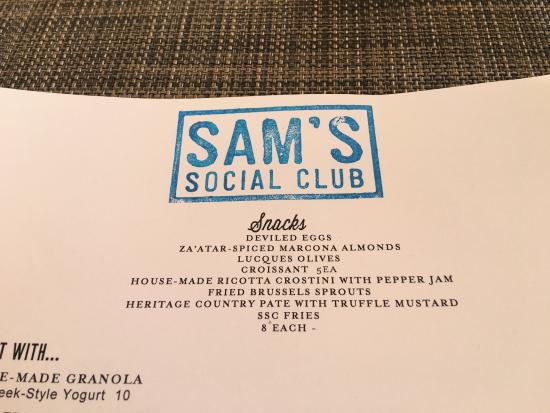 SAM'S
SOCIAL CLUB
Snacks
DEVILED EGGS
ZA'ATAR-SPICED MARCONA ALMONDS
LUCQUES OLIVES
CROISSANT 5EA
HOUSE-MADE RICOTTA CROSTINI WITH PEPPER JAM
FRIED BRUSSELS SPROUTS
HERITAGE COUNTRY PATE WITH TRUFFLE MUSTARD
SSC FRIES
8 EACH -
T WITH...
E-MADE GRANOLA
eek-Style Yogurt 10